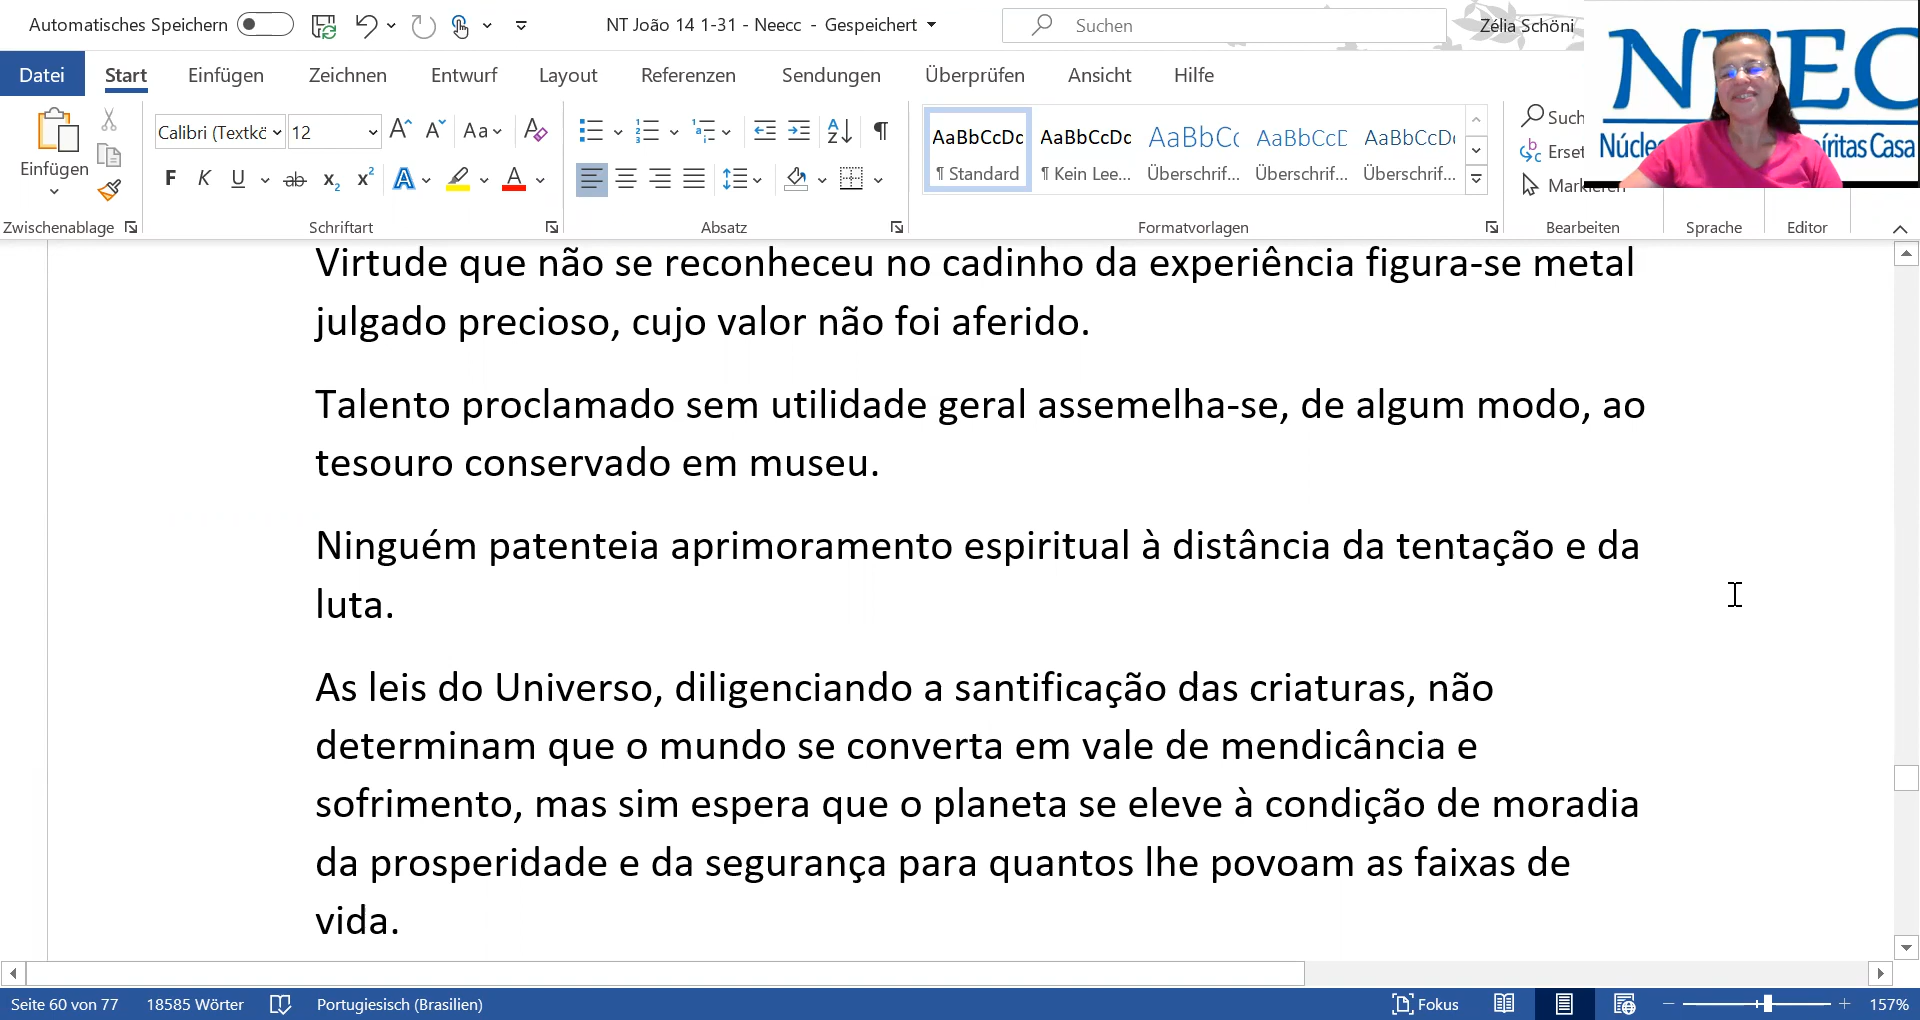 Automatisches Speichern
NT João 14 1-31 - Neecc - Gespeichert
Suchen
Zélia Schöni
Datei Start Einfügen Zeichnen Entwurf Layout Referenzen Sendungen Überprüfen Ansicht Hilfe
Einfügen
Calibri (Textkö 12
AaBbCcDc AaBbCcDc AaBbCc AaBbCcD AaBbCcD
¶ Standard ¶ Kein Lee... Überschrif... Überschrif... Überschrif...
Such
Erset
Markieren
NEEC
Núcle íritas Casa
Zwischenablage Schriftart Absatz Formatvorlagen Bearbeiten Sprache Editor
Virtude que não se reconheceu no cadinho da experiência figura-se metal
julgado precioso, cujo valor não foi aferido.
Talento proclamado sem utilidade geral assemelha-se, de algum modo, ao
tesouro conservado em museu.
Ninguém patenteia aprimoramento espiritual à distância da tentação e da
luta.
As leis do Universo, diligenciando a santificação das criaturas, não
determinam que o mundo se converta em vale de mendicância e
sofrimento, mas sim espera que o planeta se eleve à condição de moradia
da prosperidade e da segurança para quantos lhe povoam as faixas de
vida.
Seite 60 von 77 18585 Wörter Portugiesisch (Brasilien) Fokus 157%